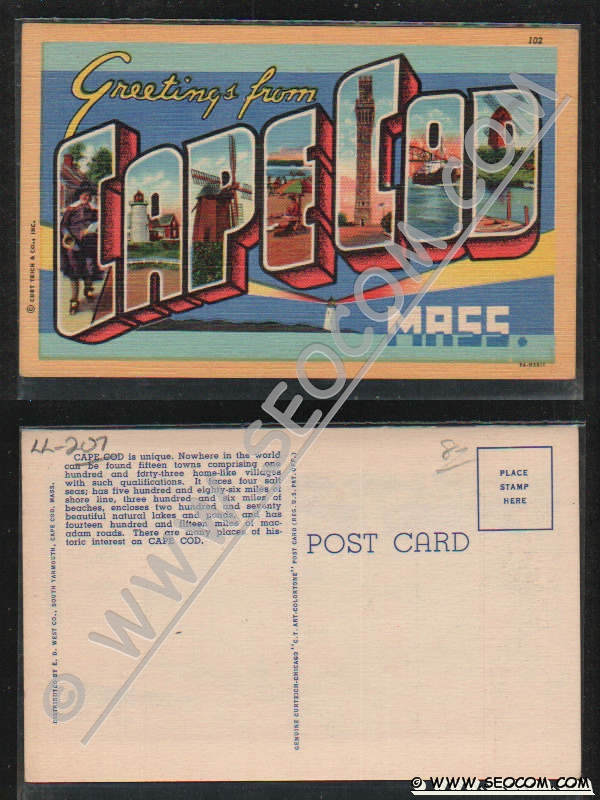 102
Greetings from
CAPE COD
MASS.
© CURT TEICH & CO., INC.
LL-207
CAPE COD is unique. Nowhere in the world
can be found fifteen towns comprising one
hundred and forty-three home-like villages
with such qualifications. It faces four salt
seas; has five hundred and eighty-six miles of
shore line, three hundred and six miles of
beaches, encloses two hundred and seventy
beautiful natural lakes and ponds, and has
fourteen hundred and fifteen miles of mac-
adam roads. There are many places of his-
toric interest on CAPE COD.
DISTRIBUTED BY E. D. WEST CO., SOUTH YARMOUTH, CAPE COD, MASS.
GENUINE CURTEICH-CHICAGO "C.T. ART-COLORTONE" POST CARD (REG. U.S. PAT. OFF.)
POST CARD
PLACE
STAMP
HERE
© WWW.SEOCOM.COM
© WWW.SEOCOM.COM